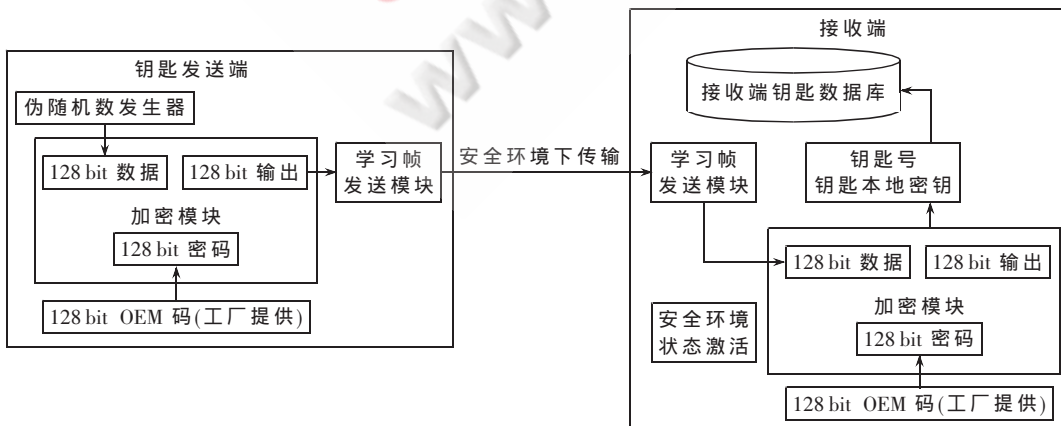 钥匙发送端
伪随机数发生器
128 bit 数据
128 bit 输出
加密模块
128 bit 密码
128 bit OEM 码(工厂提供)
学习帧
发送模块
安全环境下传输
接收端
接收端钥匙数据库
学习帧
发送模块
钥匙号
钥匙本地密钥
128 bit 数据
128 bit 输出
加密模块
128 bit 密码
安全环境
状态激活
128 bit OEM 码(工厂提供)
www